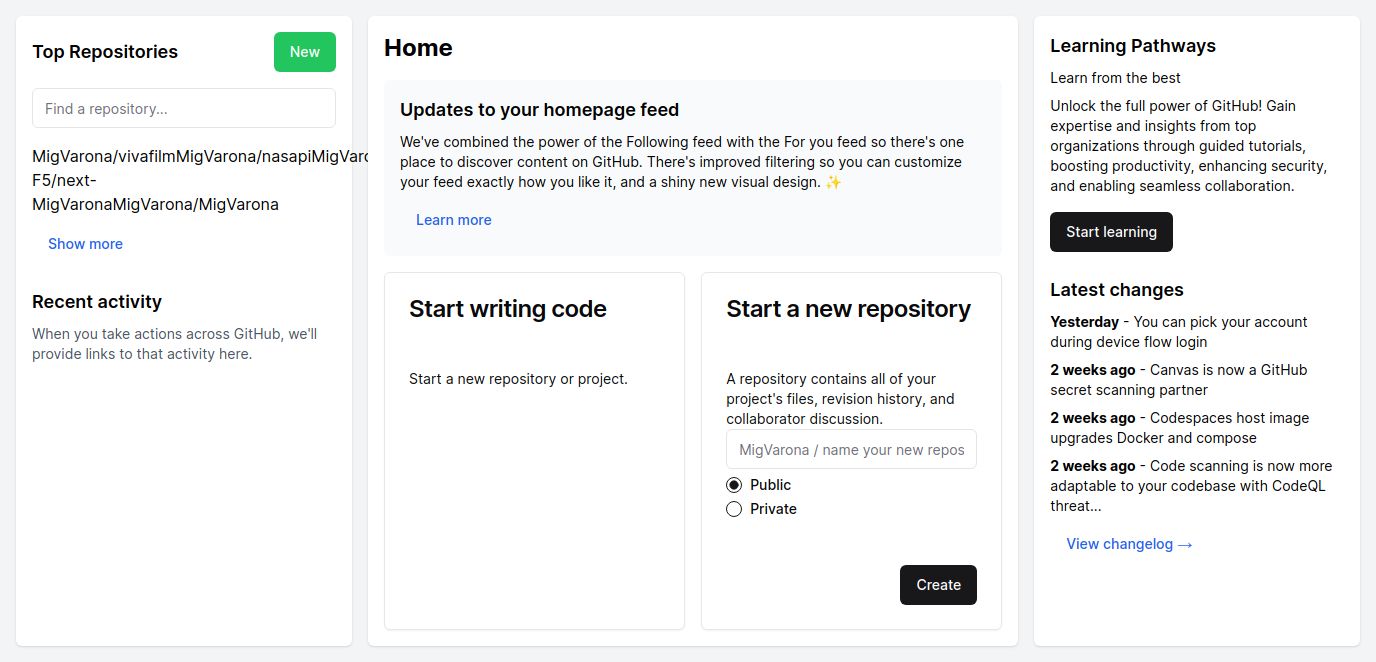 Top Repositories
New
Find a repository...
MigVarona/vivafilmMigVarona/nasapiMigVaro
F5/next-
MigVaronaMigVarona/MigVarona
Show more
Recent activity
When you take actions across GitHub, we'll
provide links to that activity here.
Home
Updates to your homepage feed
We've combined the power of the Following feed with the For you feed so there's one
place to discover content on GitHub. There's improved filtering so you can customize
your feed exactly how you like it, and a shiny new visual design. ✨
Learn more
Start writing code
Start a new repository or project.
Start a new repository
A repository contains all of your
project's files, revision history, and
collaborator discussion.
MigVarona / name your new repos
Public
Private
Create
Learning Pathways
Learn from the best
Unlock the full power of GitHub! Gain
expertise and insights from top
organizations through guided tutorials,
boosting productivity, enhancing security,
and enabling seamless collaboration.
Start learning
Latest changes
Yesterday - You can pick your account
during device flow login
2 weeks ago - Canvas is now a GitHub
secret scanning partner
2 weeks ago - Codespaces host image
upgrades Docker and compose
2 weeks ago - Code scanning is now more
adaptable to your codebase with CodeQL
threat...
View changelog →